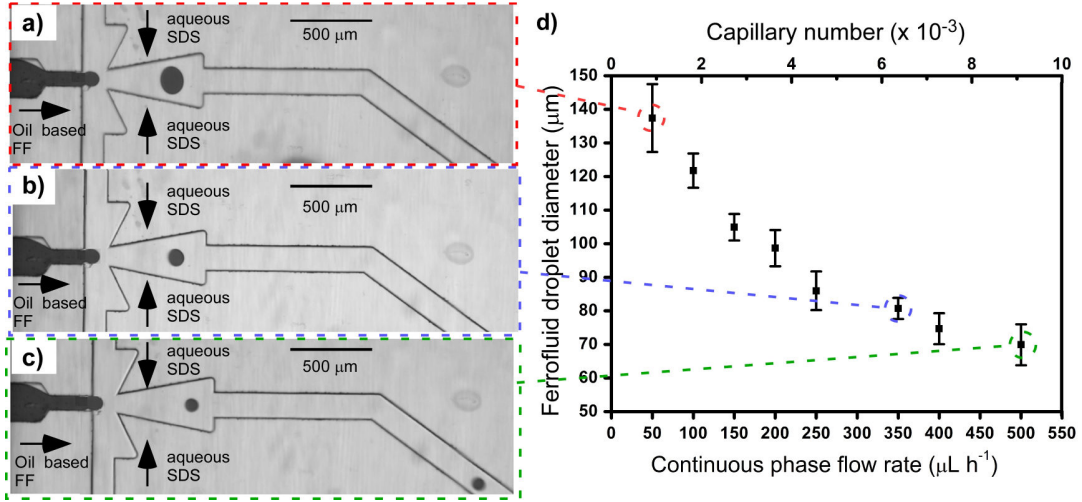 a)
aqueous
SDS
500 μm
Oil based
FF
aqueous
SDS
b)
aqueous
SDS
500 μm
Oil based
FF
aqueous
SDS
c)
aqueous
SDS
500 μm
Oil based
FF
aqueous
SDS
d)
Capillary number (x 10⁻³)
0 2 4 6 8 10
Ferrofluid droplet diameter (μm)
150
140
130
120
110
100
90
80
70
60
50
0 50 100 150 200 250 300 350 400 450 500 550
Continuous phase flow rate (μL h⁻¹)